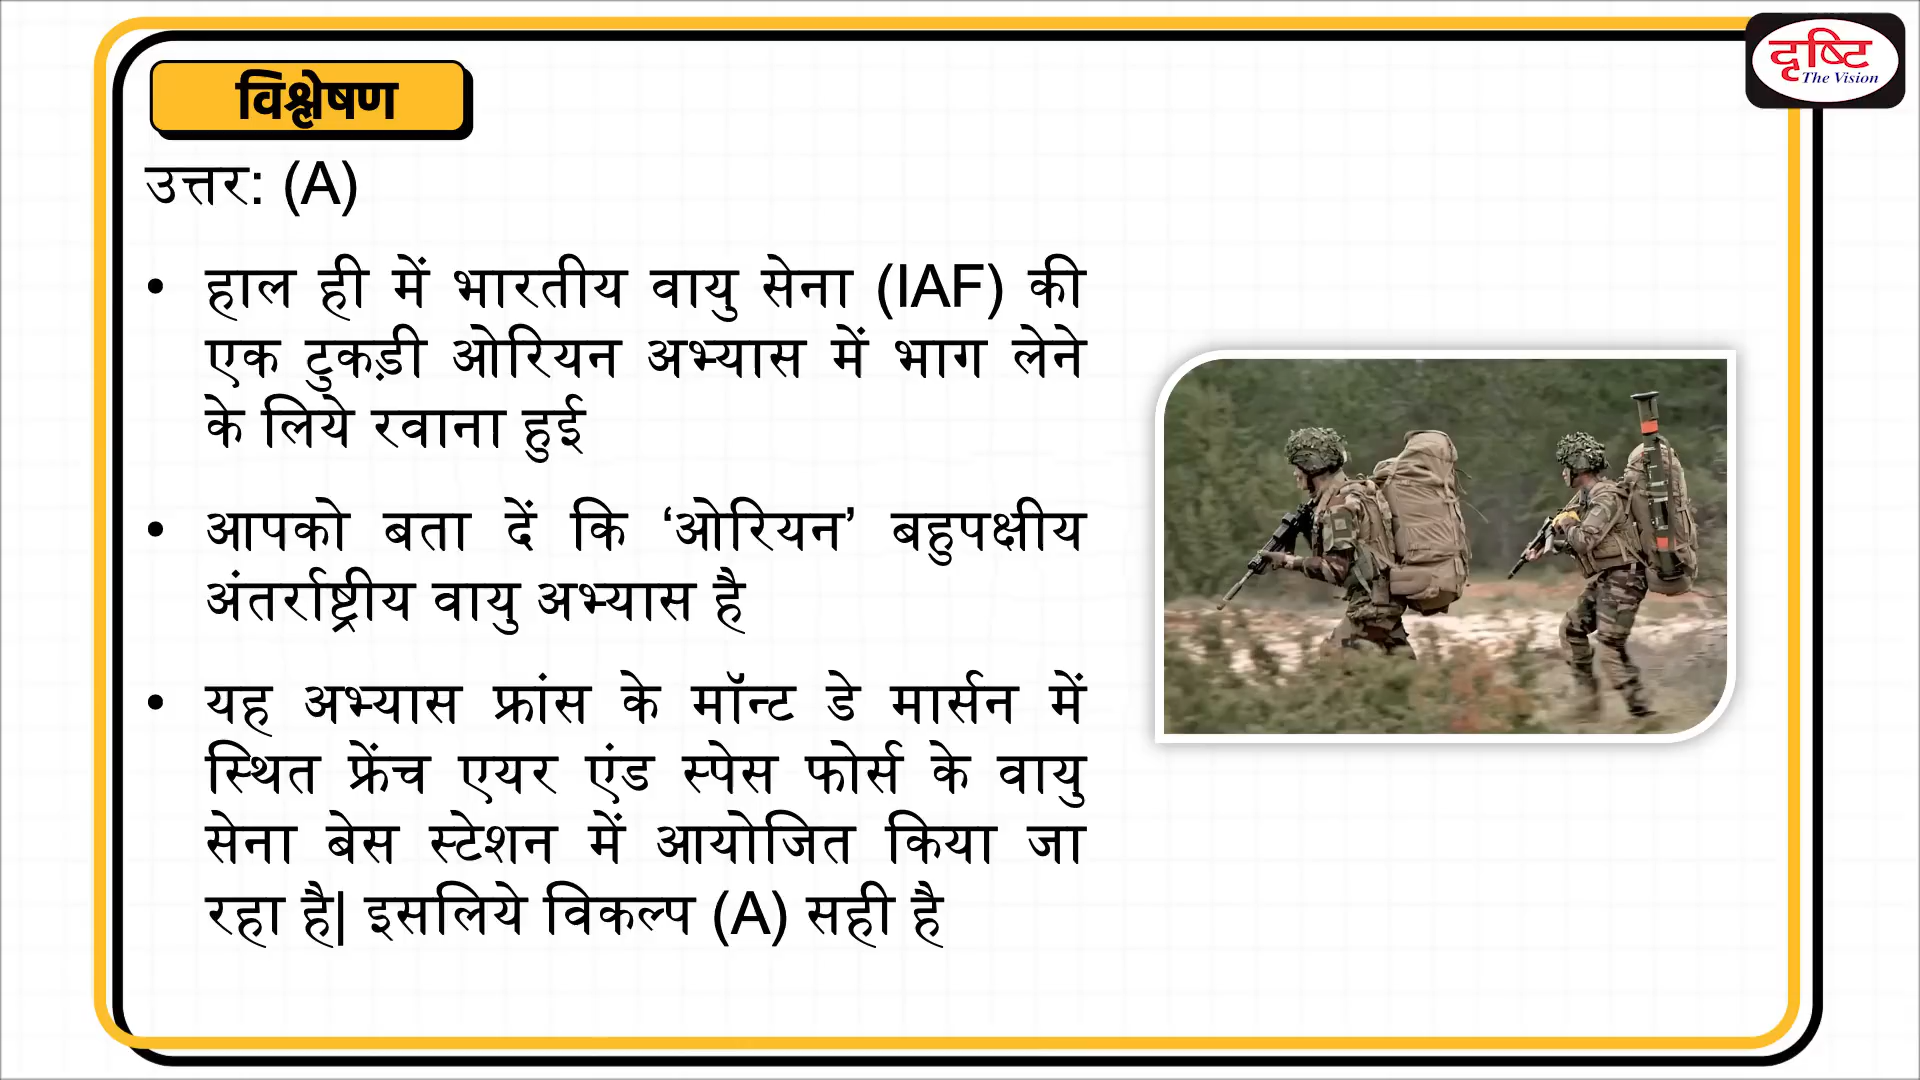 दृष्टि
The Vision
विश्लेषण
उत्तर: (A)
• हाल ही में भारतीय वायु सेना (IAF) की
एक टुकड़ी ओरियन अभ्यास में भाग लेने
के लिये रवाना हुई
• आपको बता दें कि ‘ओरियन’ बहुपक्षीय
अंतर्राष्ट्रीय वायु अभ्यास है
• यह अभ्यास फ्रांस के मॉन्ट डे मार्सन में
स्थित फ्रेंच एयर एंड स्पेस फोर्स के वायु
सेना बेस स्टेशन में आयोजित किया जा
रहा है| इसलिये विकल्प (A) सही है